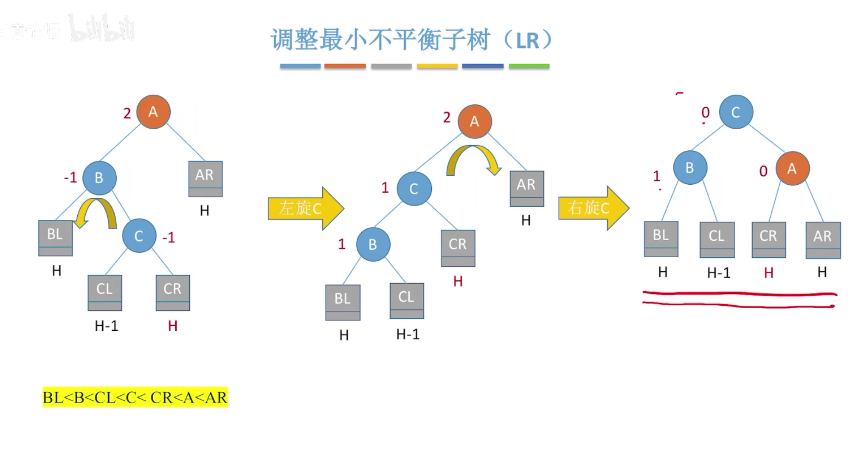 bilibili
调整最小不平衡子树（LR）
2
A
-1
B
AR
H
BL
H
C
-1
CL
CR
H-1
H
左旋C
2
A
1
C
AR
H
1
B
CR
H
BL
CL
H
H-1
右旋C
0
C
1
B
0
A
BL
CL
CR
AR
H
H-1
H
H
BL<B<CL<C< CR<A<AR